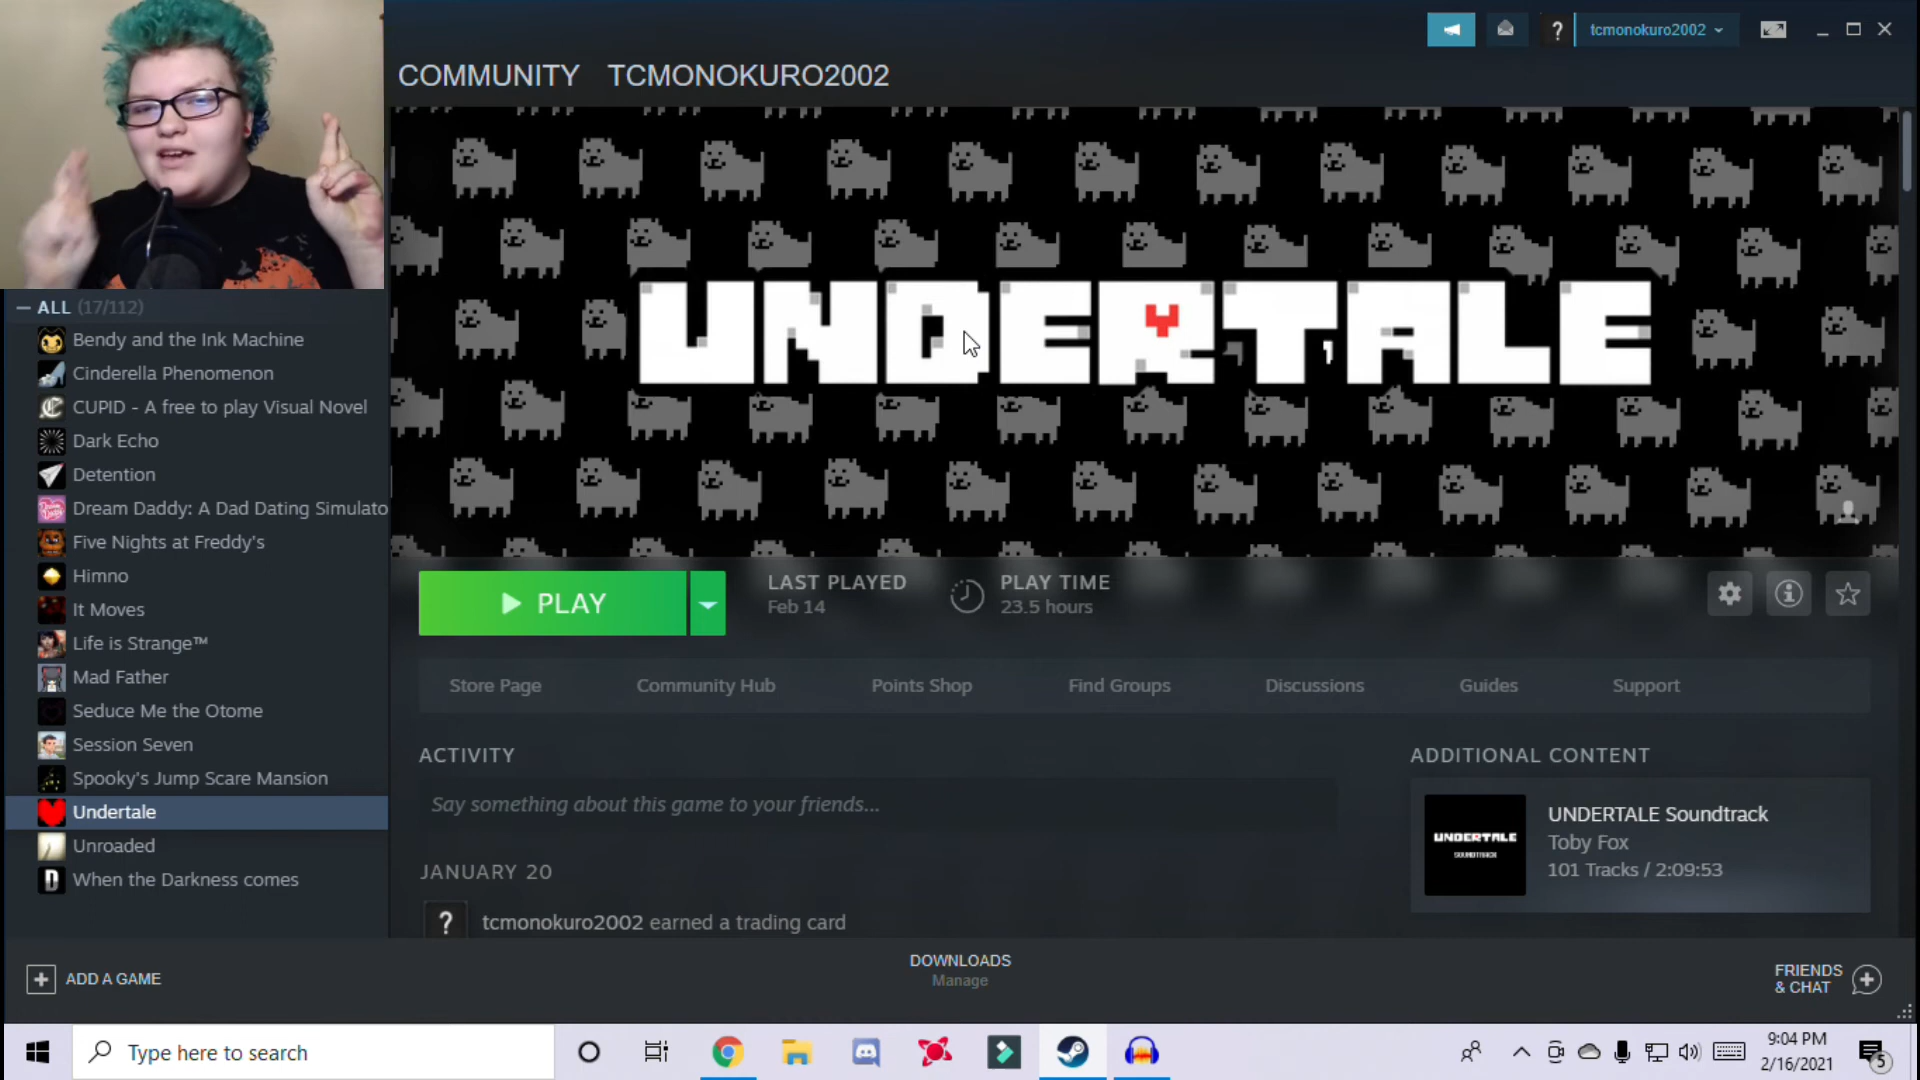 tcmonokuro2002
COMMUNITY TCMONOKURO2002
UNDERTALE
ALL (17/112)
Bendy and the Ink Machine
Cinderella Phenomenon
CUPID - A free to play Visual Novel
Dark Echo
Detention
Dream Daddy: A Dad Dating Simulato
Five Nights at Freddy's
Himno
It Moves
Life is Strange™
Mad Father
Seduce Me the Otome
Session Seven
Spooky's Jump Scare Mansion
Undertale
Unroaded
When the Darkness comes
PLAY
LAST PLAYED
Feb 14
PLAY TIME
23.5 hours
Store Page Community Hub Points Shop Find Groups Discussions Guides Support
ACTIVITY
Say something about this game to your friends...
JANUARY 20
? tcmonokuro2002 earned a trading card
ADDITIONAL CONTENT
UNDERTALE
SOUNDTRACK
UNDERTALE Soundtrack
Toby Fox
101 Tracks / 2:09:53
ADD A GAME
DOWNLOADS
Manage
FRIENDS
& CHAT
Type here to search
9:04 PM
2/16/2021
5